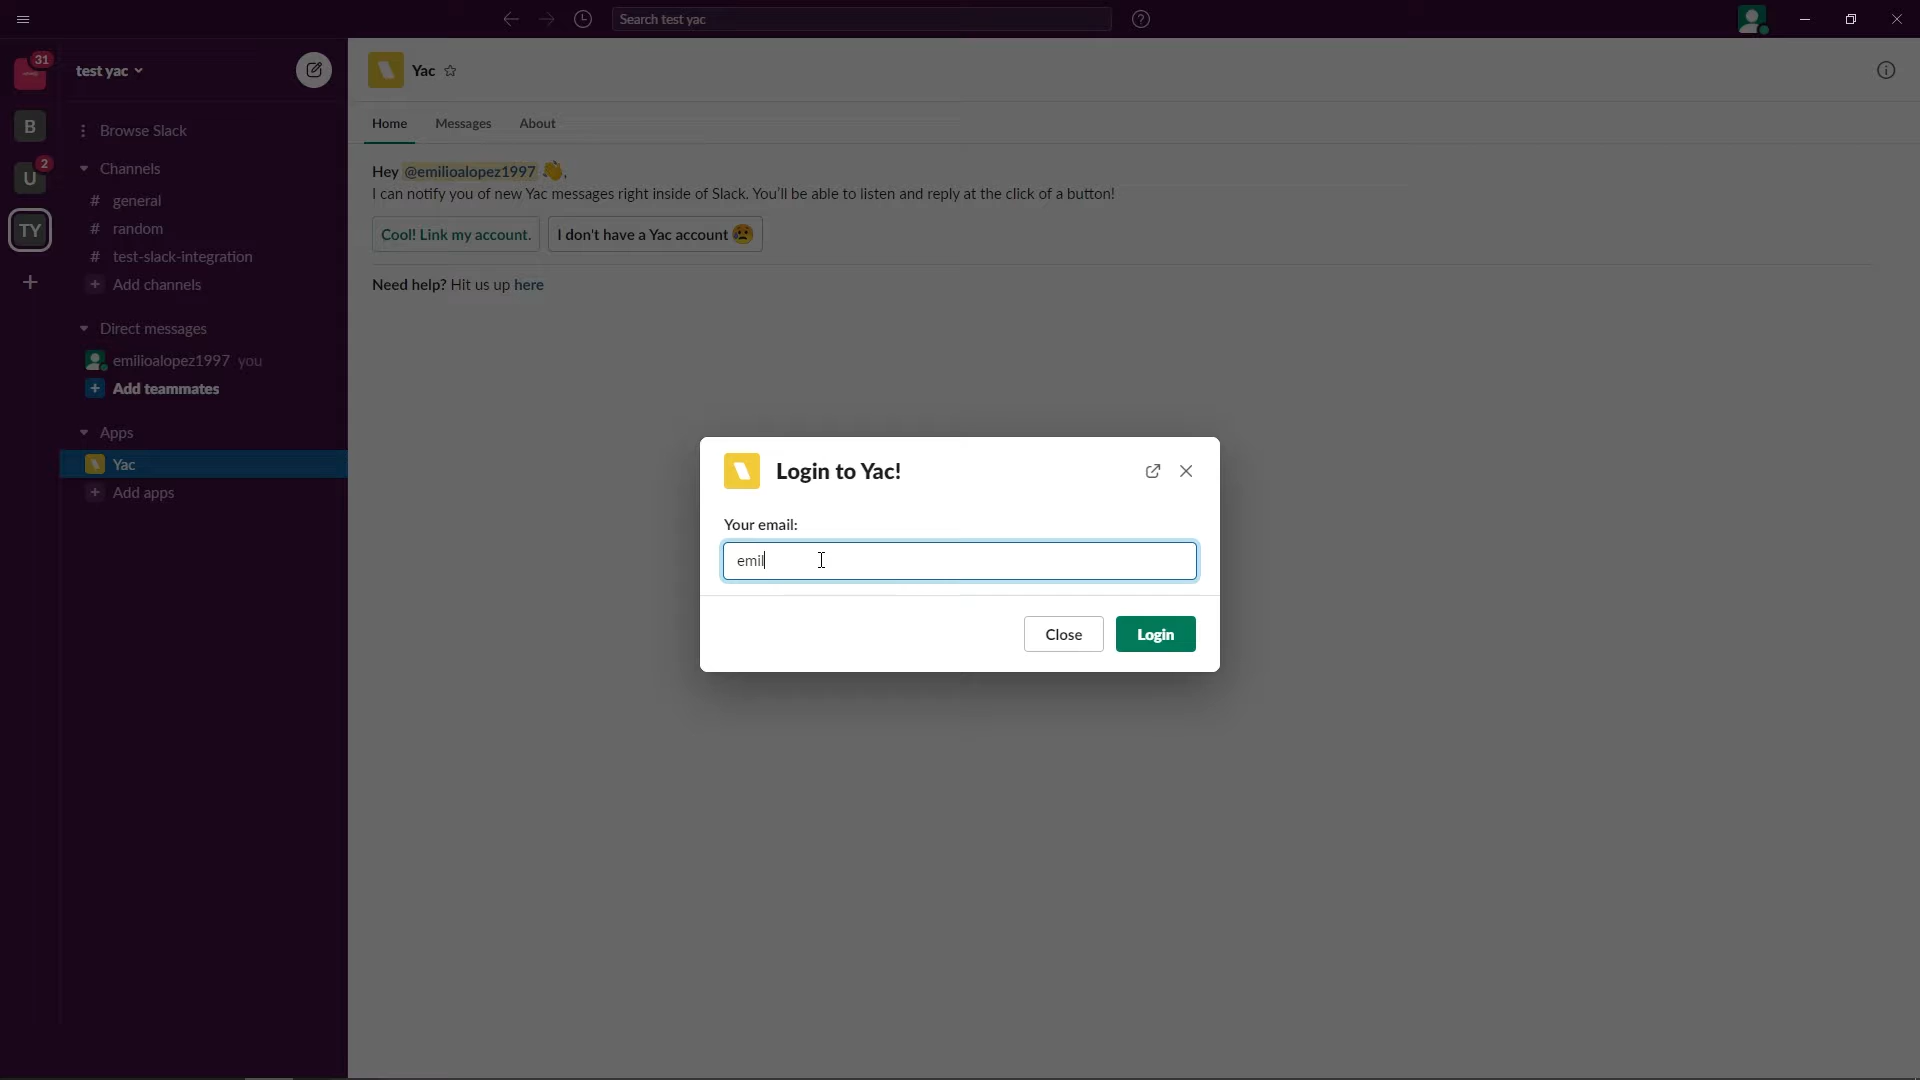 Search test yac
31
test yac
Yac
B
Browse Slack
Home Messages About
Channels
2
U
Hey @emilioalopez1997 👏,
I can notify you of new Yac messages right inside of Slack. You'll be able to listen and reply at the click of a button!
# general
# random
TY
Cool! Link my account. I don't have a Yac account 😥
# test-slack-integration
+ Add channels
Need help? Hit us up here
Direct messages
emilioalopez1997 you
+ Add teammates
Apps
Yac
+ Add apps
Login to Yac!
Your email:
emil
Close Login